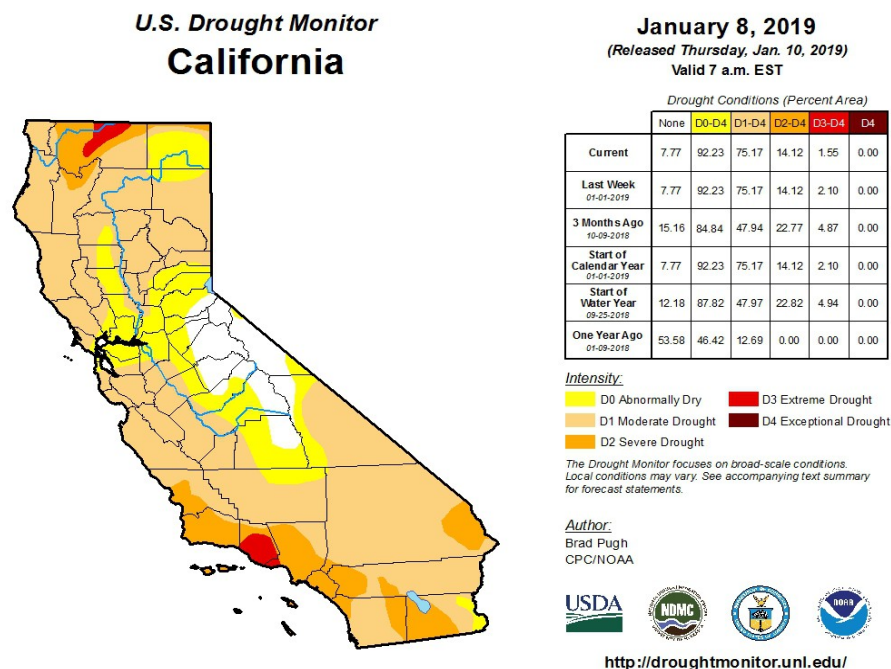 U.S. Drought Monitor
California
January 8, 2019
(Released Thursday, Jan. 10, 2019)
Valid 7 a.m. EST
Drought Conditions (Percent Area)
None D0-D4 D1-D4 D2-D4 D3-D4 D4
Current 7.77 92.23 75.17 14.12 1.55 0.00
Last Week
01-01-2019
7.77 92.23 75.17 14.12 2.10 0.00
3 Months Ago
10-09-2018
15.16 84.84 47.94 22.77 4.87 0.00
Start of
Calendar Year
01-01-2019
7.77 92.23 75.17 14.12 2.10 0.00
Start of
Water Year
09-25-2018
12.18 87.82 47.97 22.82 4.94 0.00
One Year Ago
01-09-2018
53.58 46.42 12.69 0.00 0.00 0.00
Intensity:
D0 Abnormally Dry
D1 Moderate Drought
D2 Severe Drought
D3 Extreme Drought
D4 Exceptional Drought
The Drought Monitor focuses on broad-scale conditions.
Local conditions may vary. See accompanying text summary
for forecast statements.
Author:
Brad Pugh
CPC/NOAA
USDA
NDMC
NOAA
http://droughtmonitor.unl.edu/